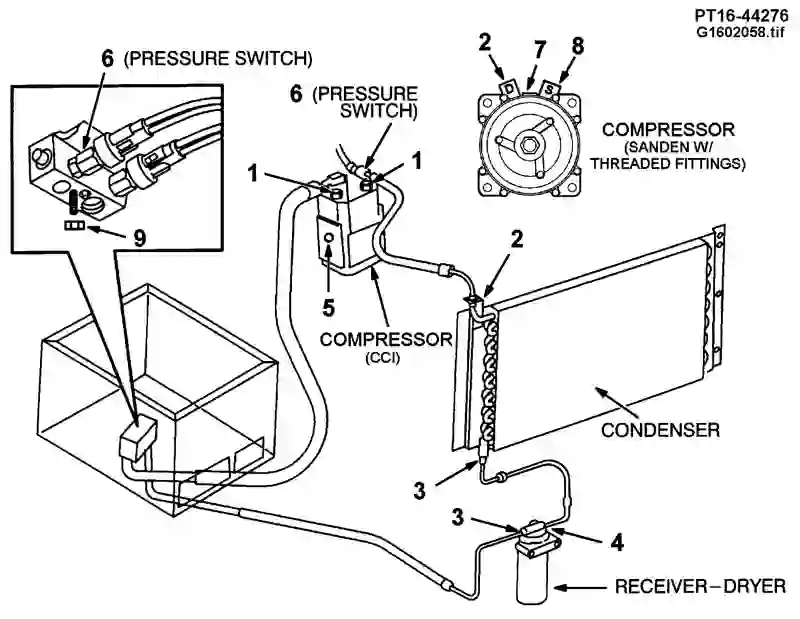 PT16-44276
G1602058.tif
6 (PRESSURE SWITCH)
2
7
8
6 (PRESSURE
SWITCH)
D
S
COMPRESSOR
(SANDEN W/
THREADED FITTINGS)
1
1
9
2
5
COMPRESSOR
(CCI)
CONDENSER
3
3
4
RECEIVER-DRYER